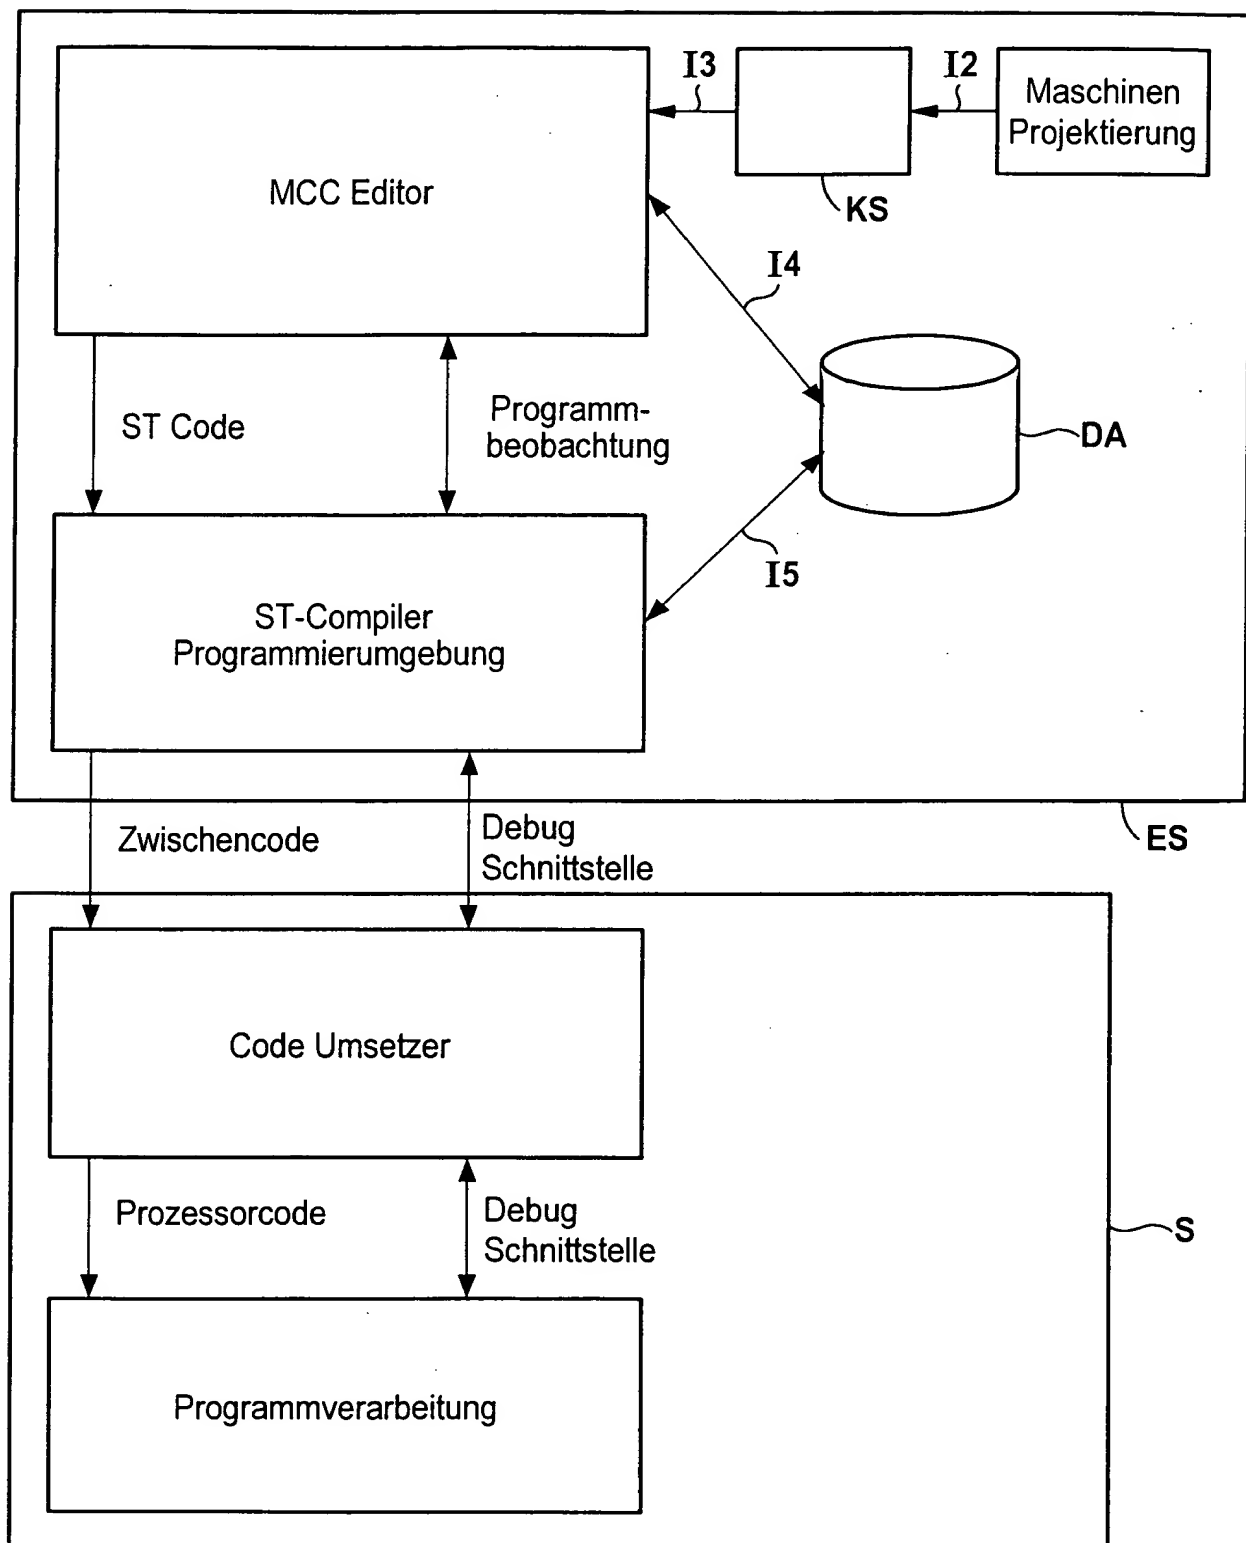 I3
I2
Maschinen
Projektierung
MCC Editor
KS
I4
ST Code
Programm-
beobachtung
DA
I5
ST-Compiler
Programmierumgebung
Zwischencode
Debug
Schnittstelle
ES
Code Umsetzer
Prozessorcode
Debug
Schnittstelle
S
Programmverarbeitung